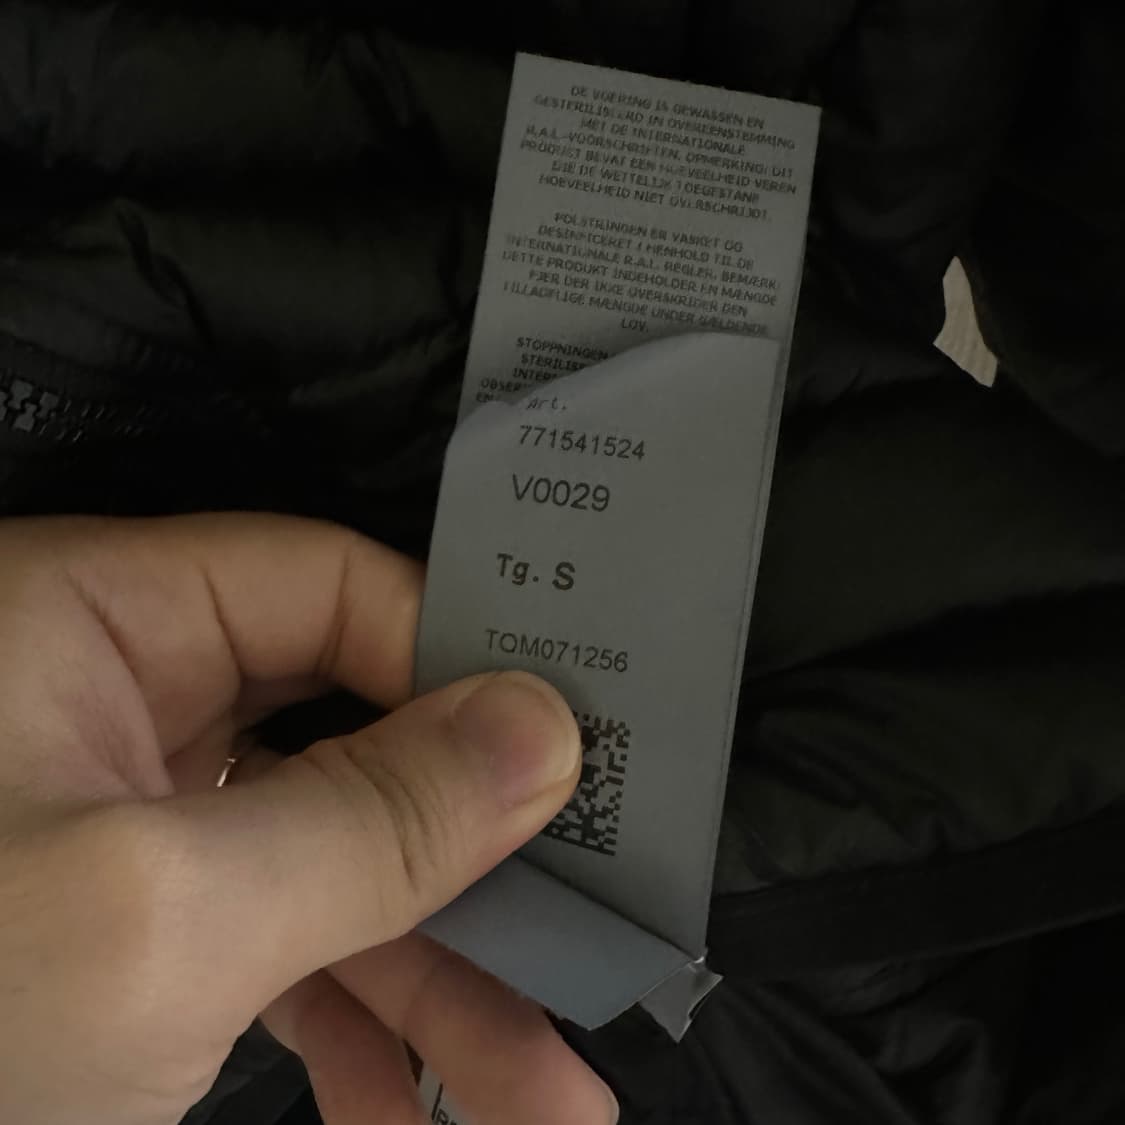 DE VOERING IS GEWASSEN EN
GESTERILISEERD IN OVEREENSTEMMING
MET DE INTERNATIONALE
R.A.L.-VOORSCHRIFTEN. OPMERKING: DIT
PRODUCT BEVAT EEN HOEVEELHEID VEREN
DIE DE WETTELIJK TOEGESTANE
HOEVEELHEID NIET OVERSCHRIJDT.
POLSTRINGEN ER VASKET OG
DESINFICERET I HENHOLD TIL DE
INTERNATIONALE R.A.L. REGLER. BEMÆRK:
DETTE PRODUKT INDEHOLDER EN MÆNGDE
FJER DER IKKE OVERSKRIDER DEN
TILLADELIGE MÆNGDE UNDER GÆLDENDE
LOV.
STOPPNINGEN
Art.
771541524
V0029
Tg. S
TQM071256